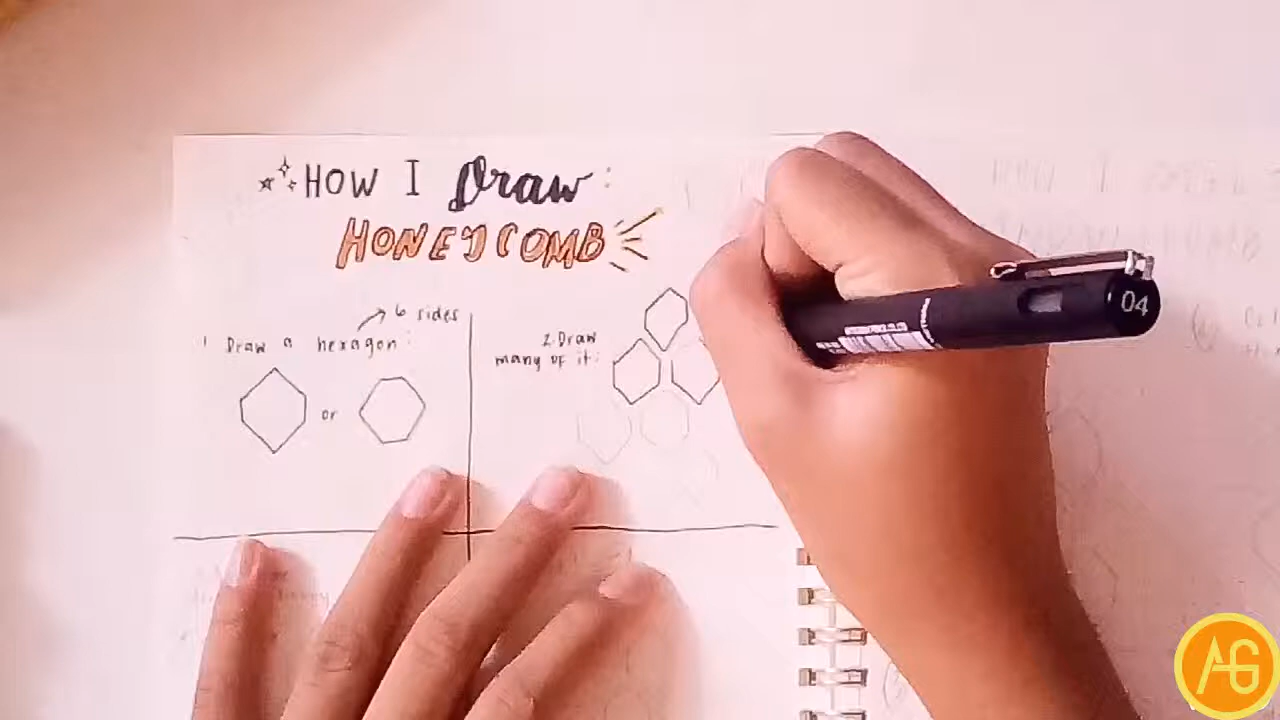 HOW I Draw:
HONEYCOMB
6 sides
1 Draw a hexagon:
or
2. Draw
many of it:
04
AG